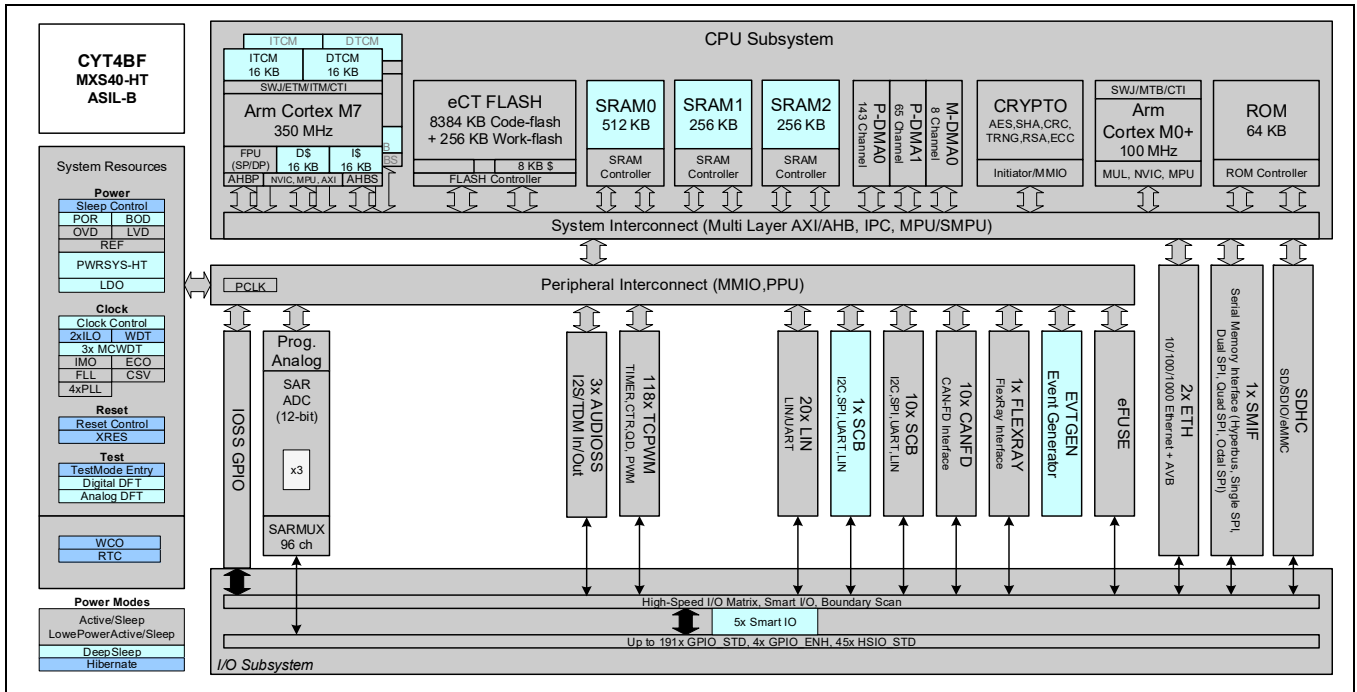 CYT4BF
MXS40-HT
ASIL-B
System Resources
Power
Sleep Control
POR
BOD
OVD
LVD
REF
PWRSYS-HT
LDO
Clock
Clock Control
2xILO
WDT
3x MCWDT
IMO
ECO
FLL
CSV
4xPLL
Reset
Reset Control
XRES
Test
TestMode Entry
Digital DFT
Analog DFT
WCO
RTC
Power Modes
Active/Sleep
LowePowerActive/Sleep
DeepSleep
Hibernate
CPU Subsystem
ITCM
DTCM
ITCM
16 KB
DTCM
16 KB
SWJ/ETM/ITM/CTI
Arm Cortex M7
350 MHz
FPU
(SP/DP)
D$
16 KB
I$
16 KB
B
BS
AHBP
NVIC, MPU, AXI
AHBS
eCT FLASH
8384 KB Code-flash
+ 256 KB Work-flash
8 KB $
FLASH Controller
SRAM0
512 KB
SRAM
Controller
SRAM1
256 KB
SRAM
Controller
SRAM2
256 KB
SRAM
Controller
P-DMA0
143 Channel
P-DMA1
65 Channel
M-DMA0
8 Channel
CRYPTO
AES,SHA,CRC,
TRNG,RSA,ECC
Initiator/MMIO
SWJ/MTB/CTI
Arm
Cortex M0+
100 MHz
MUL, NVIC, MPU
ROM
64 KB
ROM Controller
System Interconnect (Multi Layer AXI/AHB, IPC, MPU/SMPU)
PCLK
Peripheral Interconnect (MMIO,PPU)
IOSS GPIO
Prog.
Analog
SAR
ADC
(12-bit)
x3
SARMUX
96 ch
3x AUDIOSS
I2S/TDM In/Out
118x TCPWM
TIMER,CTR,QD, PWM
20x LIN
LIN/UART
1x SCB
I2C,SPI,UART,LIN
10x SCB
I2C,SPI,UART,LIN
10x CANFD
CAN-FD Interface
1x FLEXRAY
FlexRay Interface
EVTGEN
Event Generator
eFUSE
2x ETH
10/100/1000 Ethernet + AVB
1x SMIF
Serial Memory Interface (Hyperbus, Single SPI,
Dual SPI, Quad SPI, Octal SPI)
SDHC
SD/SDIO/eMMC
High-Speed I/O Matrix, Smart I/O, Boundary Scan
5x Smart IO
Up to 191x GPIO_STD, 4x GPIO_ENH, 45x HSIO_STD
I/O Subsystem